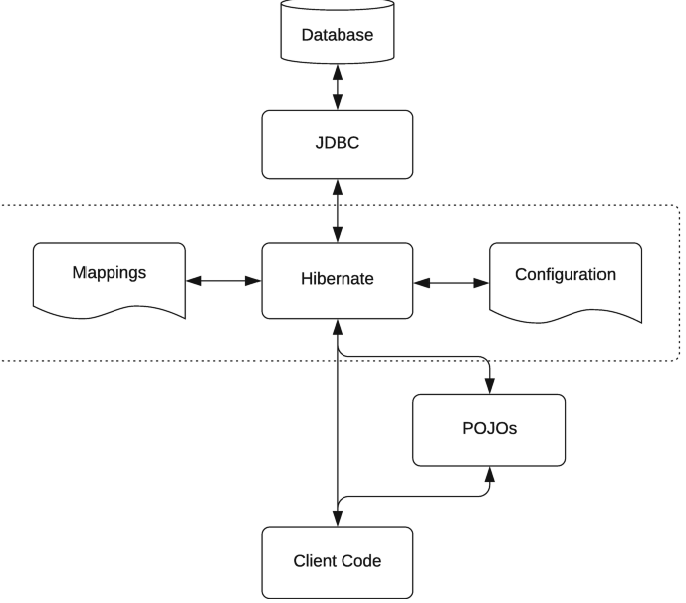 Database
JDBC
Mappings
Hibernate
Configuration
POJOs
Client Code